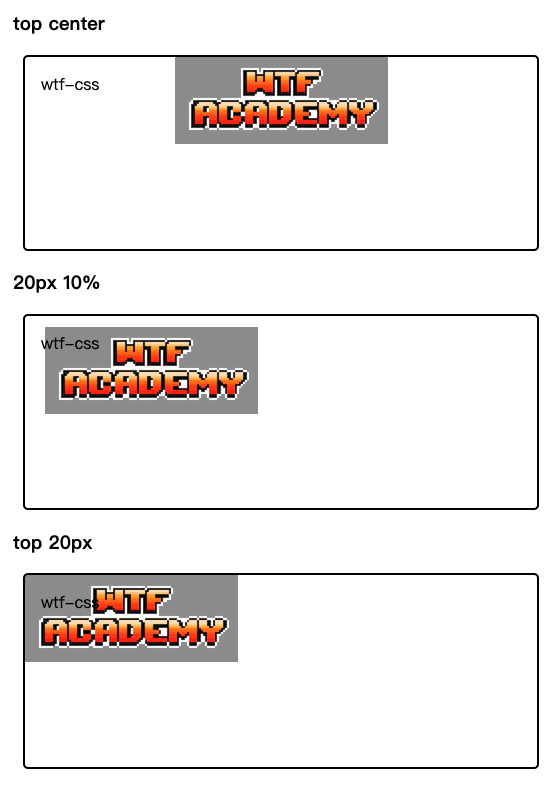 top center
wtf-css
WTF
ACADEMY
20px 10%
wtf-css
WTF
ACADEMY
top 20px
wtf-css
WTF
ACADEMY